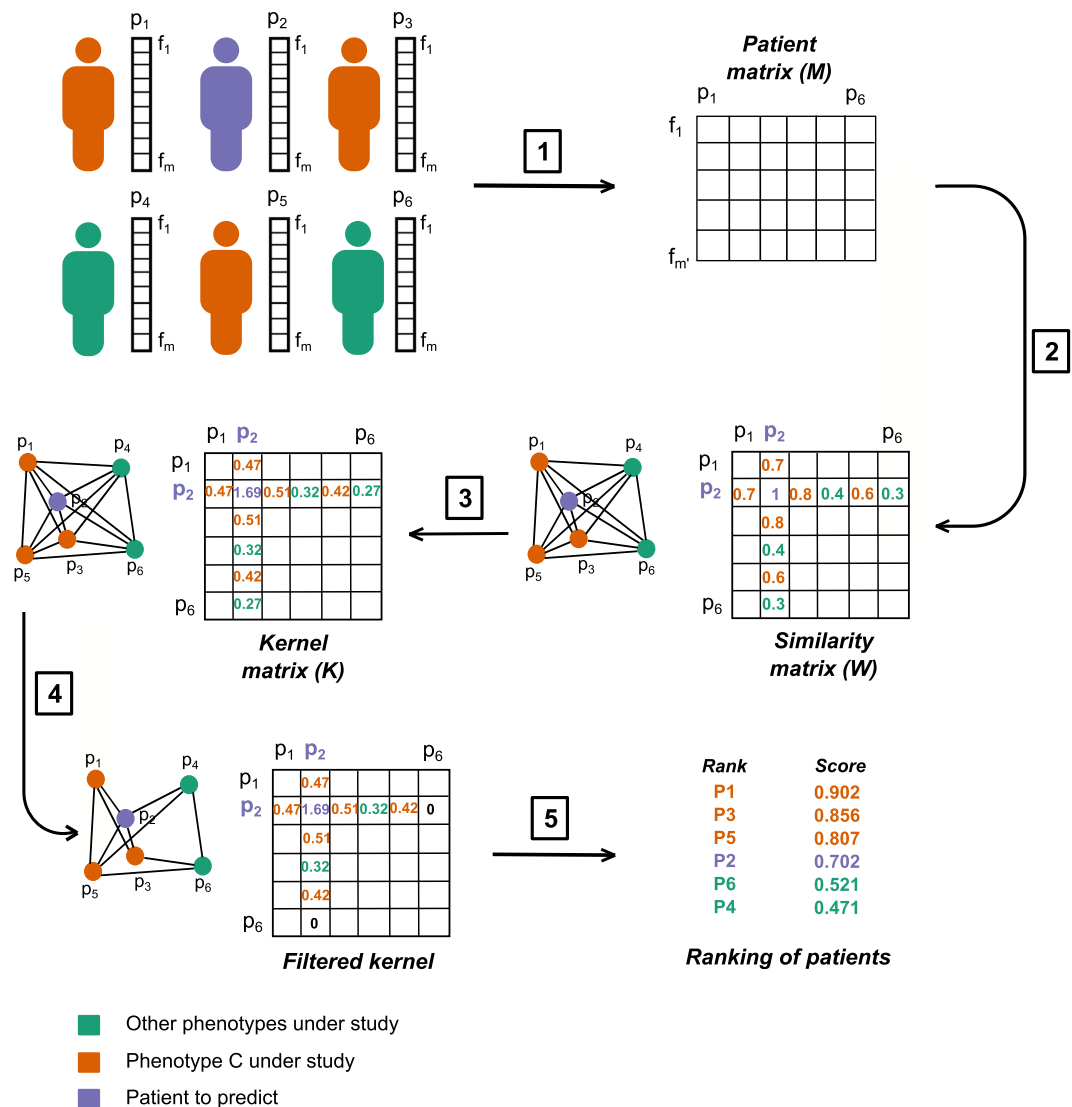 p1 p2 p3
f1 f1 f1
fm fm fm
p4 p5 p6
f1 f1 f1
fm fm fm
1
Patient
matrix (M)
p1 p6
f1
fm'
2
p1 p4
p2
p5 p3 p6
p1 p2 p6
p1 0.47
p2 0.47 1.69 0.51 0.32 0.42 0.27
0.51
0.32
0.42
p6 0.27
Kernel
matrix (K)
3
p1 p4
p2
p5 p3 p6
p1 p2 p6
p1 0.7
p2 0.7 1 0.8 0.4 0.6 0.3
0.8
0.4
0.6
p6 0.3
Similarity
matrix (W)
4
p1 p4
p2
p5 p3 p6
p1 p2 p6
p1 0.47
p2 0.47 1.69 0.51 0.32 0.42 0
0.51
0.32
0.42
p6 0
Filtered kernel
5
Rank Score
P1 0.902
P3 0.856
P5 0.807
P2 0.702
P6 0.521
P4 0.471
Ranking of patients
Other phenotypes under study
Phenotype C under study
Patient to predict